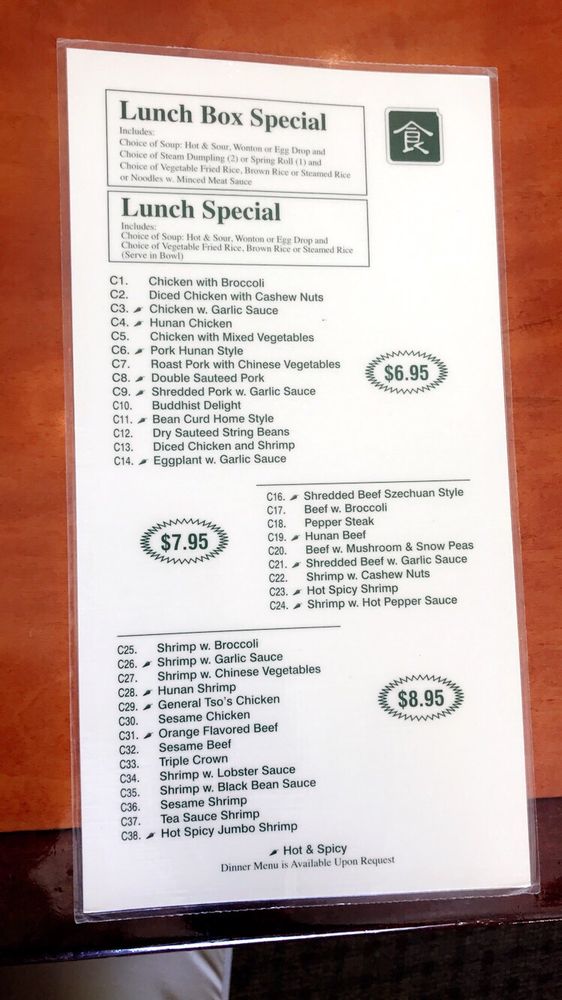 Lunch Box Special
食
Includes:
Choice of Soup: Hot & Sour, Wonton or Egg Drop and
Choice of Steam Dumpling (2) or Spring Roll (1) and
Choice of Vegetable Fried Rice, Brown Rice or Steamed Rice
or Noodles w. Minced Meat Sauce
Lunch Special
Includes:
Choice of Soup: Hot & Sour, Wonton or Egg Drop and
Choice of Vegetable Fried Rice, Brown Rice or Steamed Rice
(Serve in Bowl)
C1. Chicken with Broccoli
C2. Diced Chicken with Cashew Nuts
C3. Chicken w. Garlic Sauce
C4. Hunan Chicken
C5. Chicken with Mixed Vegetables
C6. Pork Hunan Style
C7. Roast Pork with Chinese Vegetables
C8. Double Sauteed Pork
C9. Shredded Pork w. Garlic Sauce
C10. Buddhist Delight
C11. Bean Curd Home Style
C12. Dry Sauteed String Beans
C13. Diced Chicken and Shrimp
C14. Eggplant w. Garlic Sauce
$6.95
C16. Shredded Beef Szechuan Style
C17. Beef w. Broccoli
C18. Pepper Steak
C19. Hunan Beef
C20. Beef w. Mushroom & Snow Peas
C21. Shredded Beef w. Garlic Sauce
C22. Shrimp w. Cashew Nuts
C23. Hot Spicy Shrimp
C24. Shrimp w. Hot Pepper Sauce
$7.95
C25. Shrimp w. Broccoli
C26. Shrimp w. Garlic Sauce
C27. Shrimp w. Chinese Vegetables
C28. Hunan Shrimp
C29. General Tso's Chicken
C30. Sesame Chicken
C31. Orange Flavored Beef
C32. Sesame Beef
C33. Triple Crown
C34. Shrimp w. Lobster Sauce
C35. Shrimp w. Black Bean Sauce
C36. Sesame Shrimp
C37. Tea Sauce Shrimp
C38. Hot Spicy Jumbo Shrimp
$8.95
Hot & Spicy
Dinner Menu is Available Upon Request